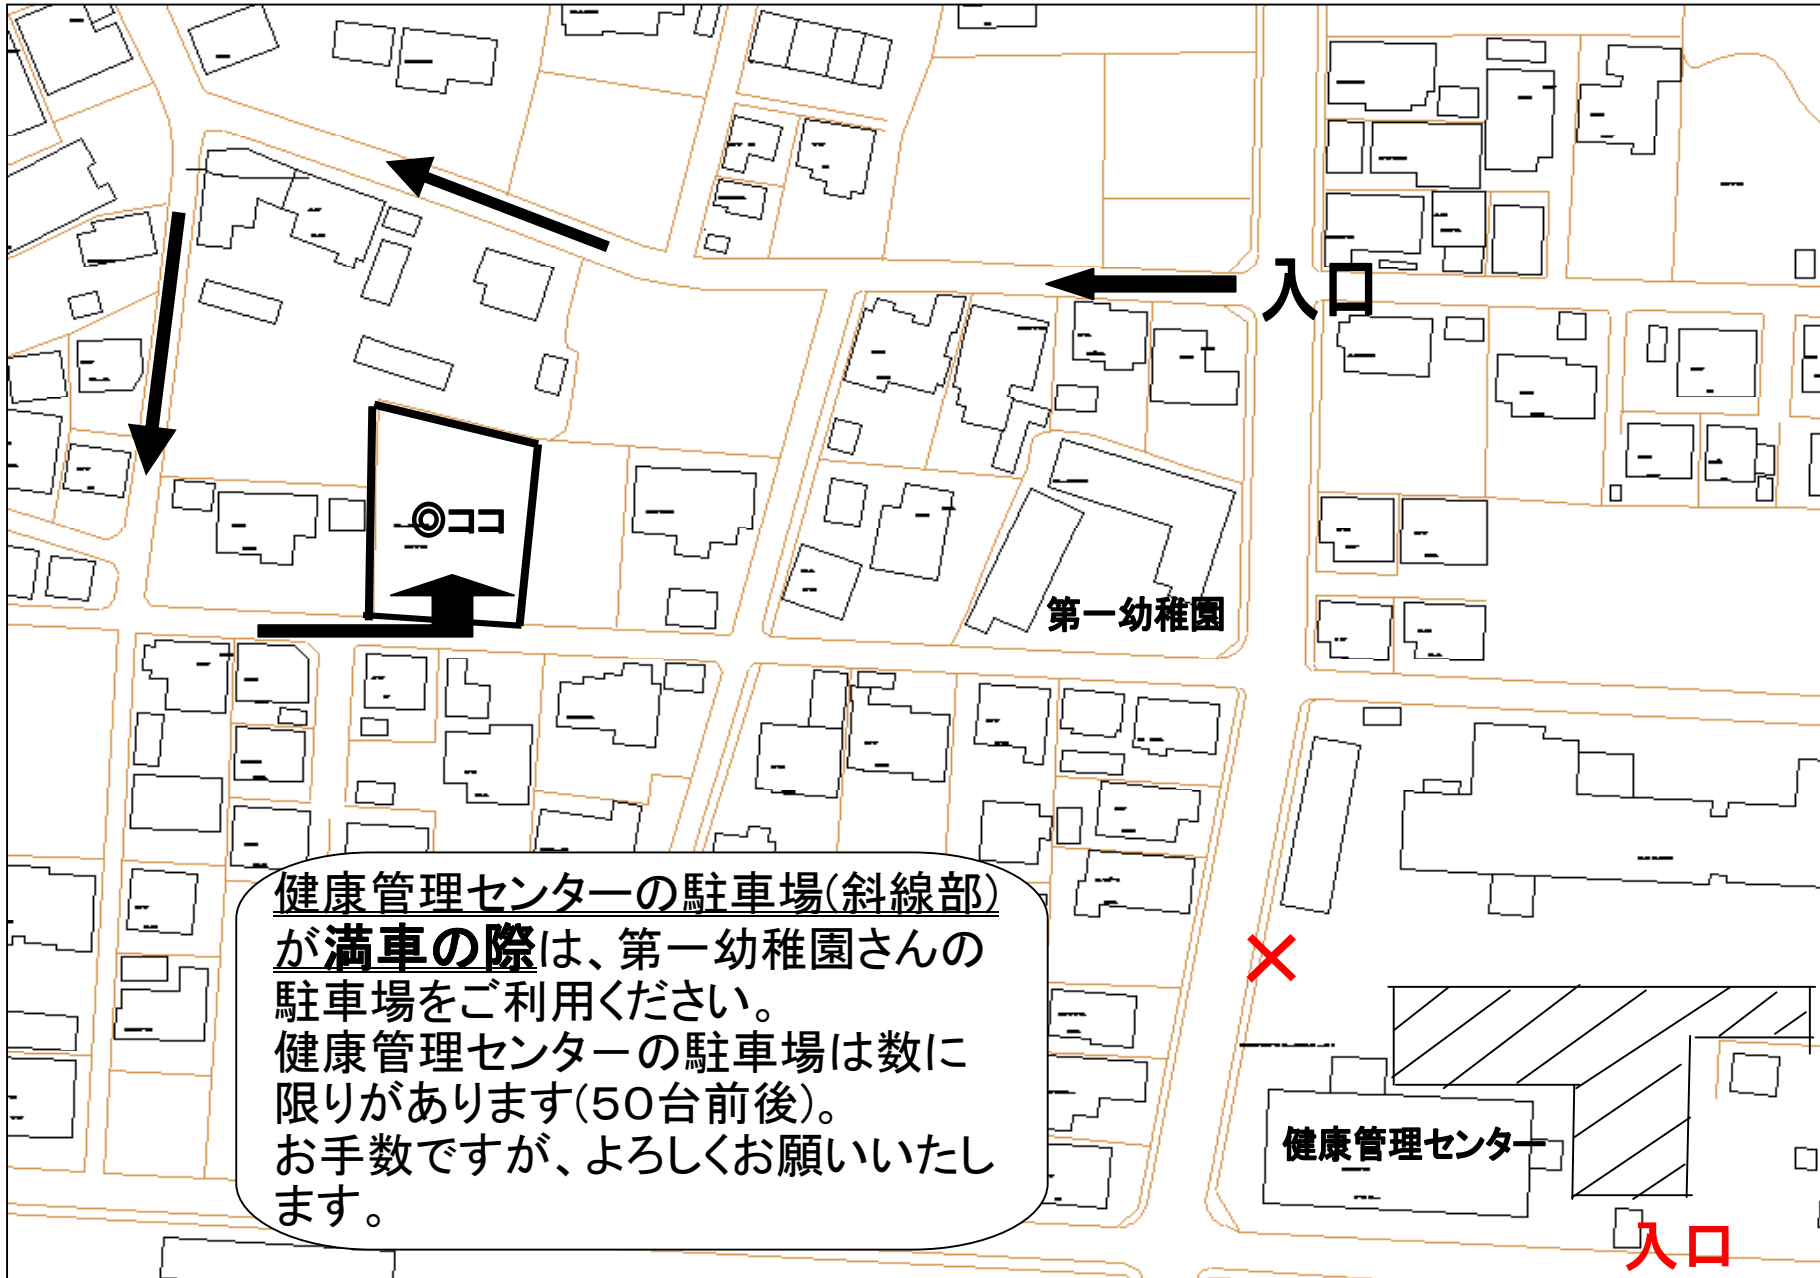 入口
◎ココ
第一幼稚園
健康管理センターの駐車場(斜線部)
が満車の際は、第一幼稚園さんの
駐車場をご利用ください。
健康管理センターの駐車場は数に
限りがあります(50台前後)。
お手数ですが、よろしくお願いいたし
ます。
健康管理センター
入口